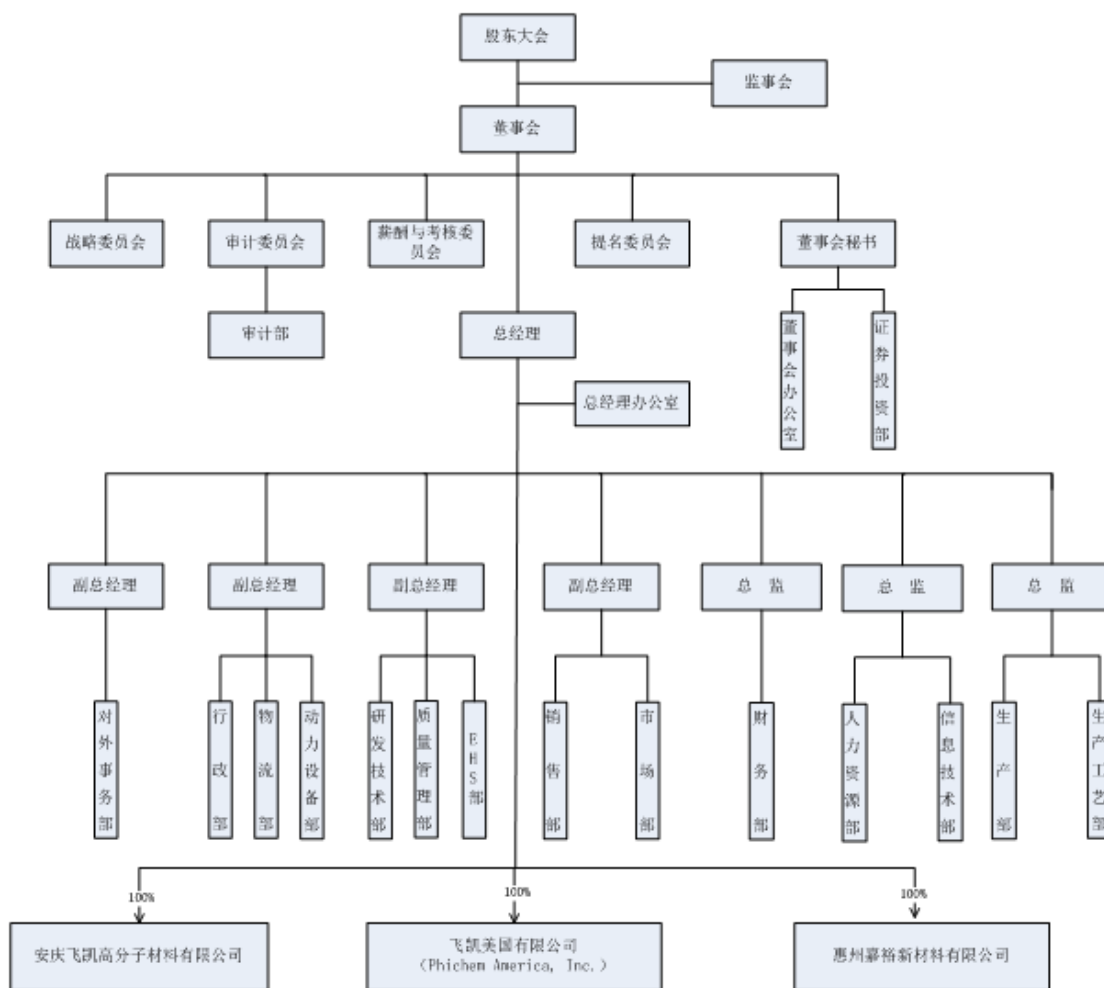 股东大会
监事会
董事会
战略委员会
审计委员会
薪酬与考核委
员会
提名委员会
董事会秘书
审计部
总经理
董事会办公室
证券投资部
总经理办公室
副总经理
副总经理
副总经理
副总经理
总 监
总 监
总 监
对外事务部
行政部
物流部
动力设备部
研发技术部
质量管理部
EHS部
销售部
市场部
财务部
人力资源部
信息技术部
生产部
生产工艺部
100%
100%
100%
安庆飞凯高分子材料有限公司
飞凯美国有限公司
(Phichem America, Inc.)
惠州嘉裕新材料有限公司